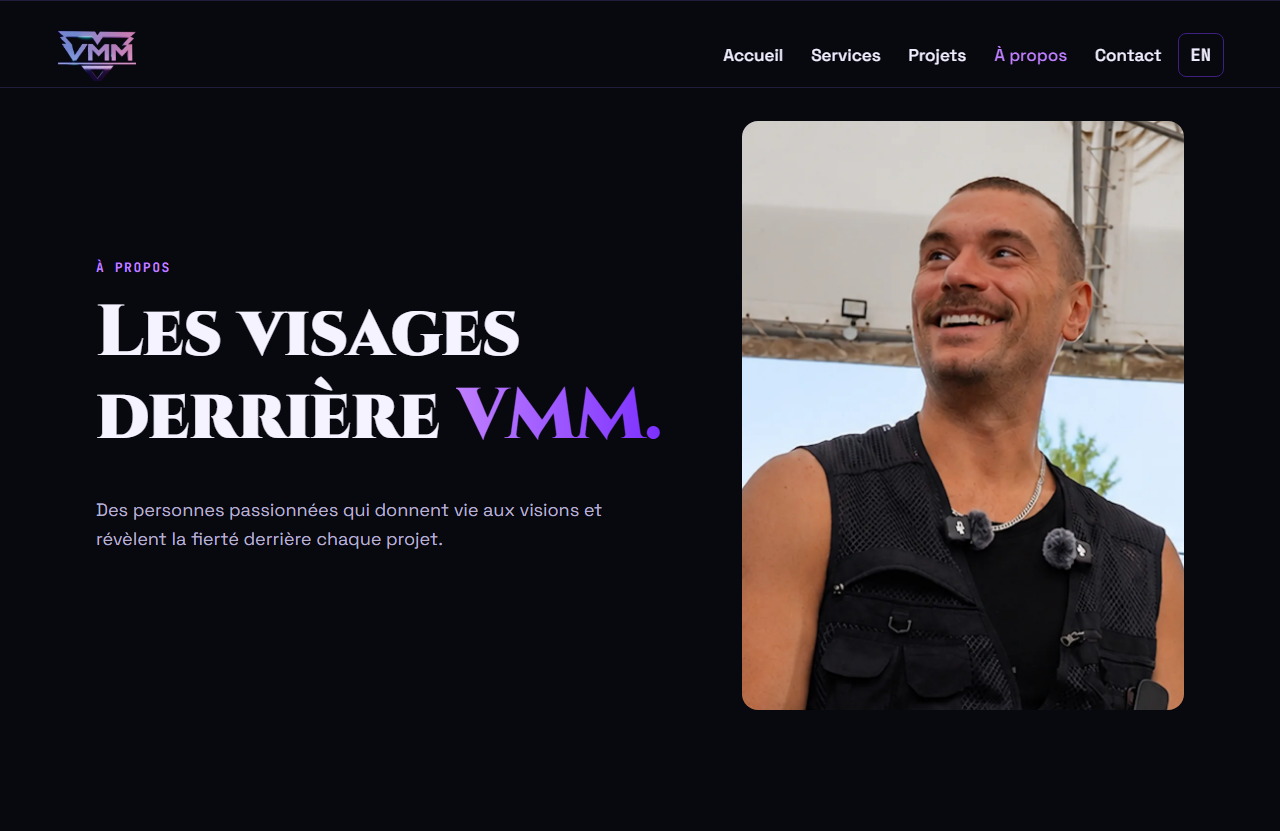 VMM
Accueil Services Projets À propos Contact EN
À PROPOS
LES VISAGES
DERRIÈRE VMM.
Des personnes passionnées qui donnent vie aux visions et
révèlent la fierté derrière chaque projet.